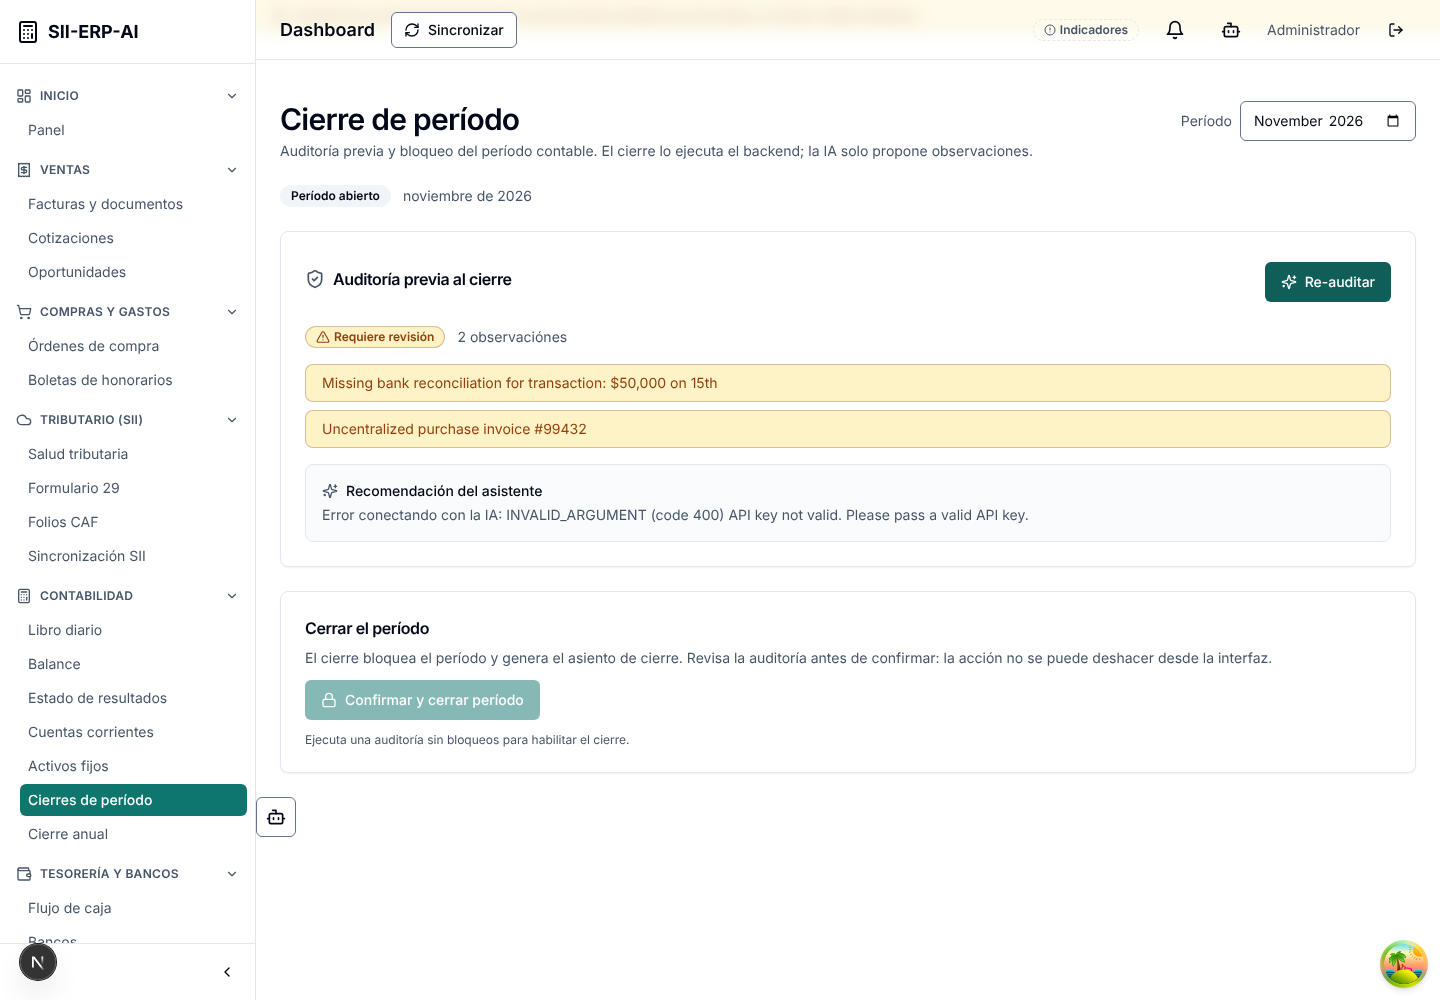 SII-ERP-AI
INICIO
Panel
VENTAS
Facturas y documentos
Cotizaciones
Oportunidades
COMPRAS Y GASTOS
Órdenes de compra
Boletas de honorarios
TRIBUTARIO (SII)
Salud tributaria
Formulario 29
Folios CAF
Sincronización SII
CONTABILIDAD
Libro diario
Balance
Estado de resultados
Cuentas corrientes
Activos fijos
Cierres de período
Cierre anual
TESORERÍA Y BANCOS
Flujo de caja
Bancos
N
Dashboard
Sincronizar
Indicadores
Administrador
Cierre de período
Período
November 2026
Auditoría previa y bloqueo del período contable. El cierre lo ejecuta el backend; la IA solo propone observaciones.
Período abierto
noviembre de 2026
Auditoría previa al cierre
Re-auditar
Requiere revisión
2 observaciónes
Missing bank reconciliation for transaction: $50,000 on 15th
Uncentralized purchase invoice #99432
Recomendación del asistente
Error conectando con la IA: INVALID_ARGUMENT (code 400) API key not valid. Please pass a valid API key.
Cerrar el período
El cierre bloquea el período y genera el asiento de cierre. Revisa la auditoría antes de confirmar: la acción no se puede deshacer desde la interfaz.
Confirmar y cerrar período
Ejecuta una auditoría sin bloqueos para habilitar el cierre.